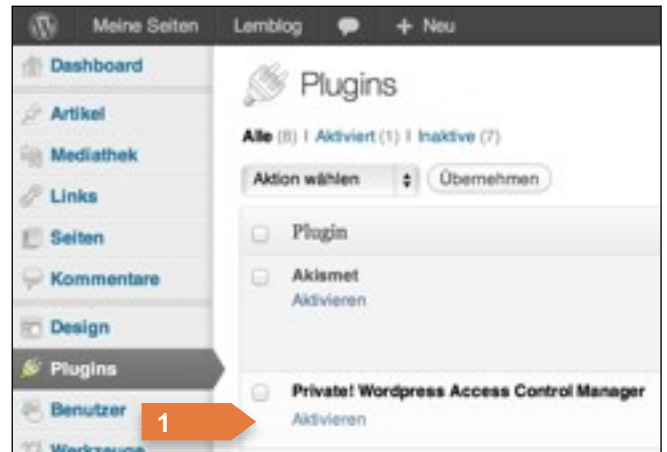 Meine Seiten Lernblog + Neu
Dashboard
Artikel
Mediathek
Links
Seiten
Kommentare
Design
Plugins
Benutzer
Werkzeuge
Plugins
Alle (8) | Aktiviert (1) | Inaktive (7)
Aktion wählen Übernehmen
Plugin
Akismet
Aktivieren
Private! Wordpress Access Control Manager
Aktivieren
1